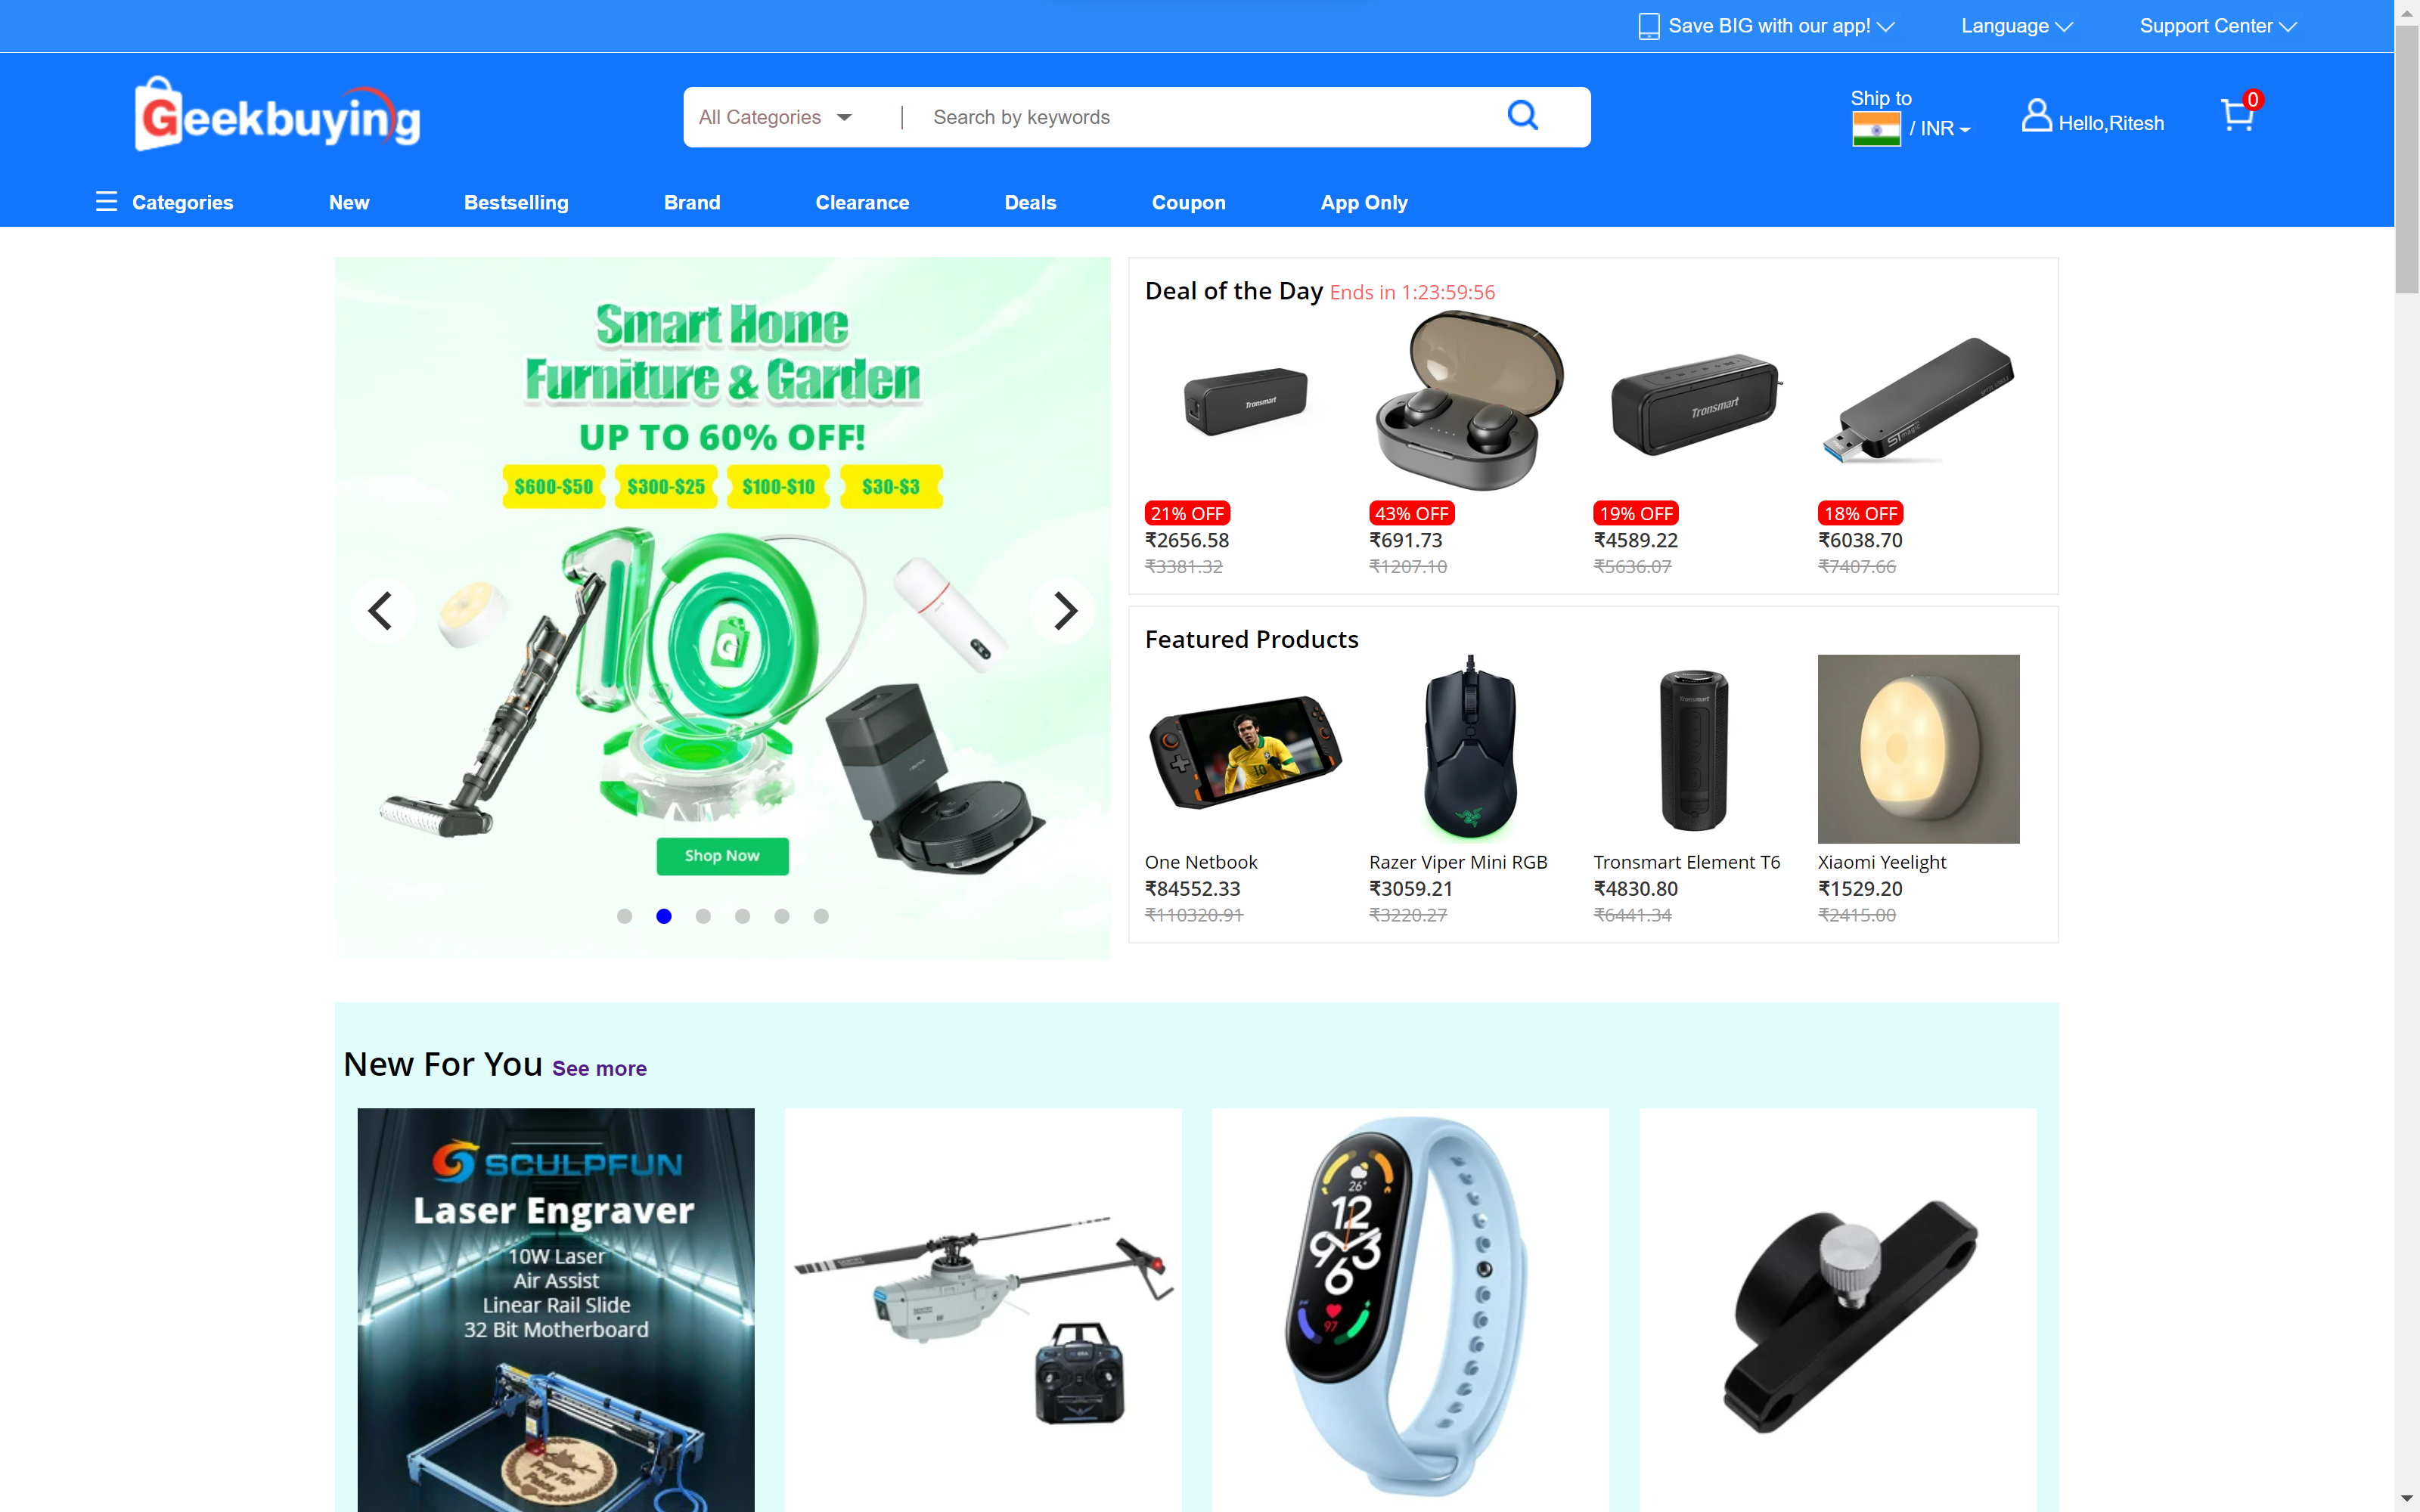 Save BIG with our app!
Language
Support Center
Geekbuying
All Categories
Search by keywords
Ship to
/ INR
Hello,Ritesh
0
Categories
New
Bestselling
Brand
Clearance
Deals
Coupon
App Only
Smart Home
Furniture & Garden
UP TO 60% OFF!
$600-$50
$300-$25
$100-$10
$30-$3
10
G
Shop Now
Deal of the Day Ends in 1:23:59:56
Tronsmart
Tronsmart
21% OFF
₹2656.58
₹3381.32
43% OFF
₹691.73
₹1207.10
19% OFF
₹4589.22
₹5636.07
18% OFF
₹6038.70
₹7407.66
Featured Products
10
Tronsmart
One Netbook
₹84552.33
₹110320.91
Razer Viper Mini RGB
₹3059.21
₹3220.27
Tronsmart Element T6
₹4830.80
₹6441.34
Xiaomi Yeelight
₹1529.20
₹2415.00
New For You See more
SCULPFUN
Laser Engraver
10W Laser
Air Assist
Linear Rail Slide
32 Bit Motherboard
Pray For
Peace
26°
12
9 3
6
97